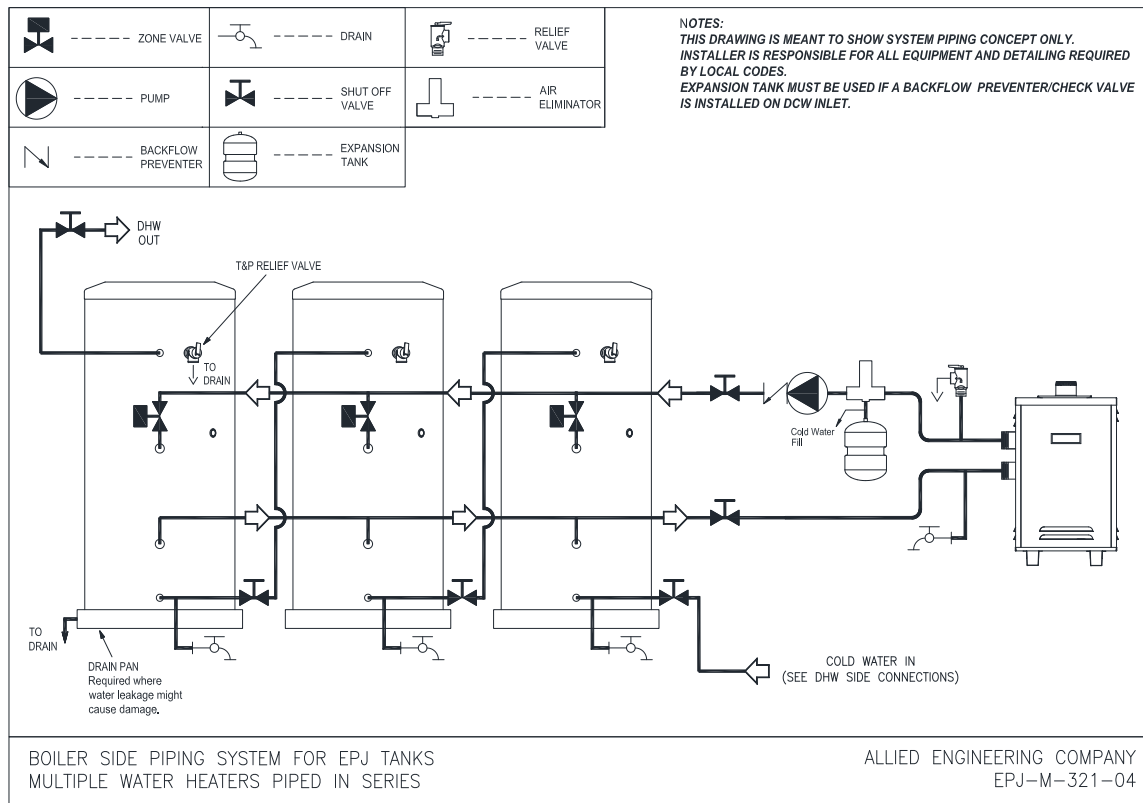 ZONE VALVE
DRAIN
RELIEF
VALVE
PUMP
SHUT OFF
VALVE
AIR
ELIMINATOR
BACKFLOW
PREVENTER
EXPANSION
TANK
NOTES:
THIS DRAWING IS MEANT TO SHOW SYSTEM PIPING CONCEPT ONLY.
INSTALLER IS RESPONSIBLE FOR ALL EQUIPMENT AND DETAILING REQUIRED
BY LOCAL CODES.
EXPANSION TANK MUST BE USED IF A BACKFLOW PREVENTER/CHECK VALVE
IS INSTALLED ON DCW INLET.
DHW
OUT
T&P RELIEF VALVE
TO
DRAIN
Cold Water
Fill
TO
DRAIN
DRAIN PAN
Required where
water leakage might
cause damage.
COLD WATER IN
(SEE DHW SIDE CONNECTIONS)
BOILER SIDE PIPING SYSTEM FOR EPJ TANKS
MULTIPLE WATER HEATERS PIPED IN SERIES
ALLIED ENGINEERING COMPANY
EPJ-M-321-04